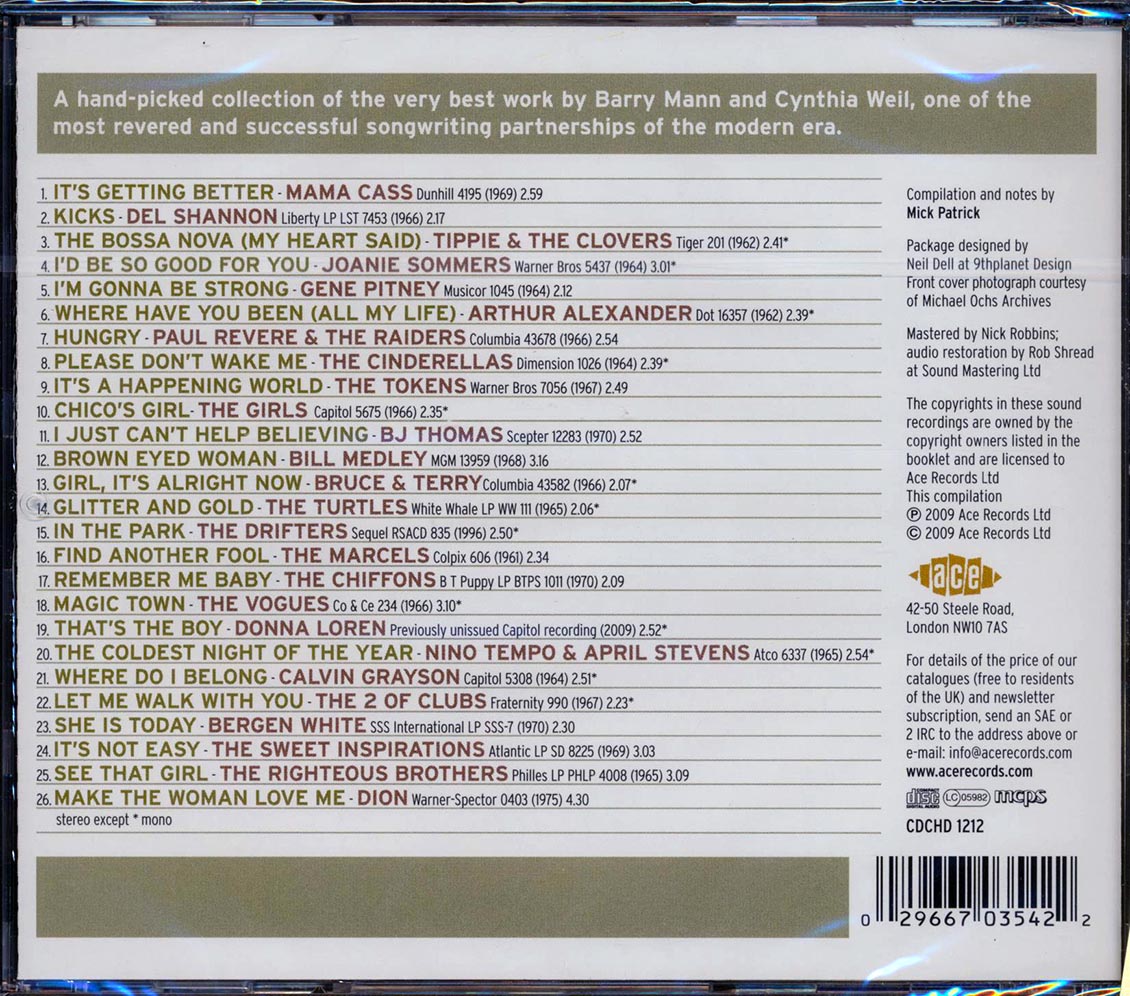 A hand-picked collection of the very best work by Barry Mann and Cynthia Weil, one of the
most revered and successful songwriting partnerships of the modern era.
1. IT'S GETTING BETTER - MAMA CASS Dunhill 4195 (1969) 2.59
2. KICKS - DEL SHANNON Liberty LP LST 7453 (1966) 2.17
3. THE BOSSA NOVA (MY HEART SAID) - TIPPIE & THE CLOVERS Tiger 201 (1962) 2.41*
4. I'D BE SO GOOD FOR YOU - JOANIE SOMMERS Warner Bros 5437 (1964) 3.01*
5. I'M GONNA BE STRONG - GENE PITNEY Musicor 1045 (1964) 2.12
6. WHERE HAVE YOU BEEN (ALL MY LIFE) - ARTHUR ALEXANDER Dot 16357 (1962) 2.39*
7. HUNGRY - PAUL REVERE & THE RAIDERS Columbia 43678 (1966) 2.54
8. PLEASE DON'T WAKE ME - THE CINDERELLAS Dimension 1026 (1964) 2.39*
9. IT'S A HAPPENING WORLD - THE TOKENS Warner Bros 7056 (1967) 2.49
10. CHICO'S GIRL - THE GIRLS Capitol 5675 (1966) 2.35*
11. I JUST CAN'T HELP BELIEVING - BJ THOMAS Scepter 12283 (1970) 2.52
12. BROWN EYED WOMAN - BILL MEDLEY MGM 13959 (1968) 3.16
13. GIRL, IT'S ALRIGHT NOW - BRUCE & TERRY Columbia 43582 (1966) 2.07*
14. GLITTER AND GOLD - THE TURTLES White Whale LP WW 111 (1965) 2.06*
15. IN THE PARK - THE DRIFTERS Sequel RSACD 835 (1996) 2.50*
16. FIND ANOTHER FOOL - THE MARCELS Colpix 606 (1961) 2.34
17. REMEMBER ME BABY - THE CHIFFONS B T Puppy LP BTPS 1011 (1970) 2.09
18. MAGIC TOWN - THE VOGUES Co & Ce 234 (1966) 3.10*
19. THAT'S THE BOY - DONNA LOREN Previously unissued Capitol recording (2009) 2.52*
20. THE COLDEST NIGHT OF THE YEAR - NINO TEMPO & APRIL STEVENS Atco 6337 (1965) 2.54*
21. WHERE DO I BELONG - CALVIN GRAYSON Capitol 5308 (1964) 2.51*
22. LET ME WALK WITH YOU - THE 2 OF CLUBS Fraternity 990 (1967) 2.23*
23. SHE IS TODAY - BERGEN WHITE SSS International LP SSS-7 (1970) 2.30
24. IT'S NOT EASY - THE SWEET INSPIRATIONS Atlantic LP SD 8225 (1969) 3.03
25. SEE THAT GIRL - THE RIGHTEOUS BROTHERS Philles LP PHLP 4008 (1965) 3.09
26. MAKE THE WOMAN LOVE ME - DION Warner-Spector 0403 (1975) 4.30
stereo except * mono
Compilation and notes by
Mick Patrick
Package designed by
Neil Dell at 9thplanet Design
Front cover photograph courtesy
of Michael Ochs Archives
Mastered by Nick Robbins;
audio restoration by Rob Shread
at Sound Mastering Ltd
The copyrights in these sound
recordings are owned by the
copyright owners listed in the
booklet and are licensed to
Ace Records Ltd
This compilation
℗ 2009 Ace Records Ltd
© 2009 Ace Records Ltd
ace
42-50 Steele Road,
London NW10 7AS
For details of the price of our
catalogues (free to residents
of the UK) and newsletter
subscription, send an SAE or
2 IRC to the address above or
e-mail: info@acerecords.com
www.acerecords.com
COMPACT disc DIGITAL AUDIO LC 05982 mcps
CDCHD 1212
0 29667 03542 2